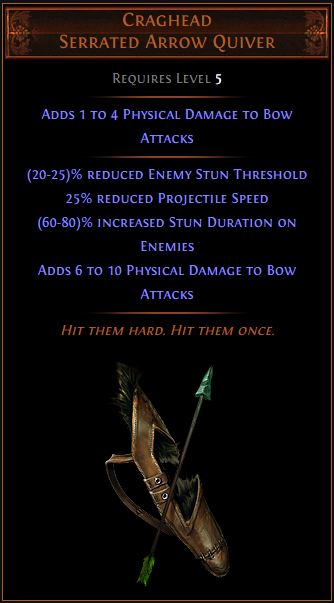 Craghead
Serrated Arrow Quiver
Requires Level 5
Adds 1 to 4 Physical Damage to Bow
Attacks
(20-25)% reduced Enemy Stun Threshold
25% reduced Projectile Speed
(60-80)% increased Stun Duration on
Enemies
Adds 6 to 10 Physical Damage to Bow
Attacks
Hit them hard. Hit them once.